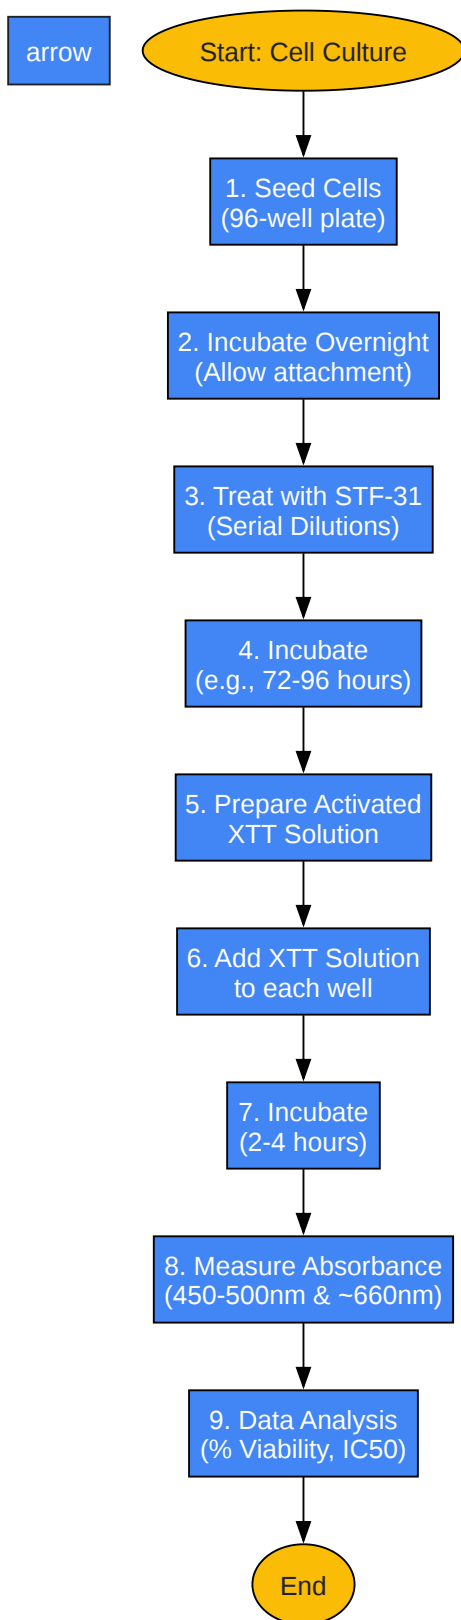 arrow
Start: Cell Culture
1. Seed Cells
(96-well plate)
2. Incubate Overnight
(Allow attachment)
3. Treat with STF-31
(Serial Dilutions)
4. Incubate
(e.g., 72-96 hours)
5. Prepare Activated
XTT Solution
6. Add XTT Solution
to each well
7. Incubate
(2-4 hours)
8. Measure Absorbance
(450-500nm & ~660nm)
9. Data Analysis
(% Viability, IC50)
End